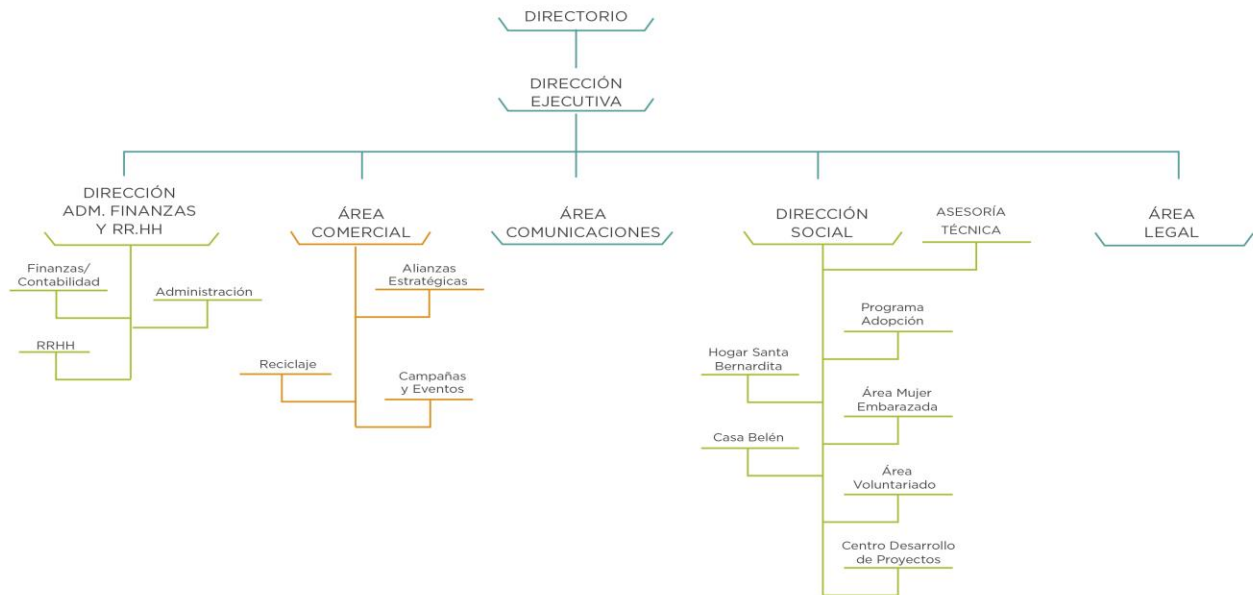 DIRECTORIO
DIRECCIÓN
EJECUTIVA
DIRECCIÓN
ADM. FINANZAS
Y RR.HH
ÁREA
COMERCIAL
ÁREA
COMUNICACIONES
DIRECCIÓN
SOCIAL
ASESORÍA
TÉCNICA
ÁREA
LEGAL
Finanzas/
Contabilidad
Administración
RRHH
Alianzas
Estratégicas
Reciclaje
Campañas
y Eventos
Programa
Adopción
Hogar Santa
Bernardita
Área Mujer
Embarazada
Casa Belén
Área
Voluntariado
Centro Desarrollo
de Proyectos